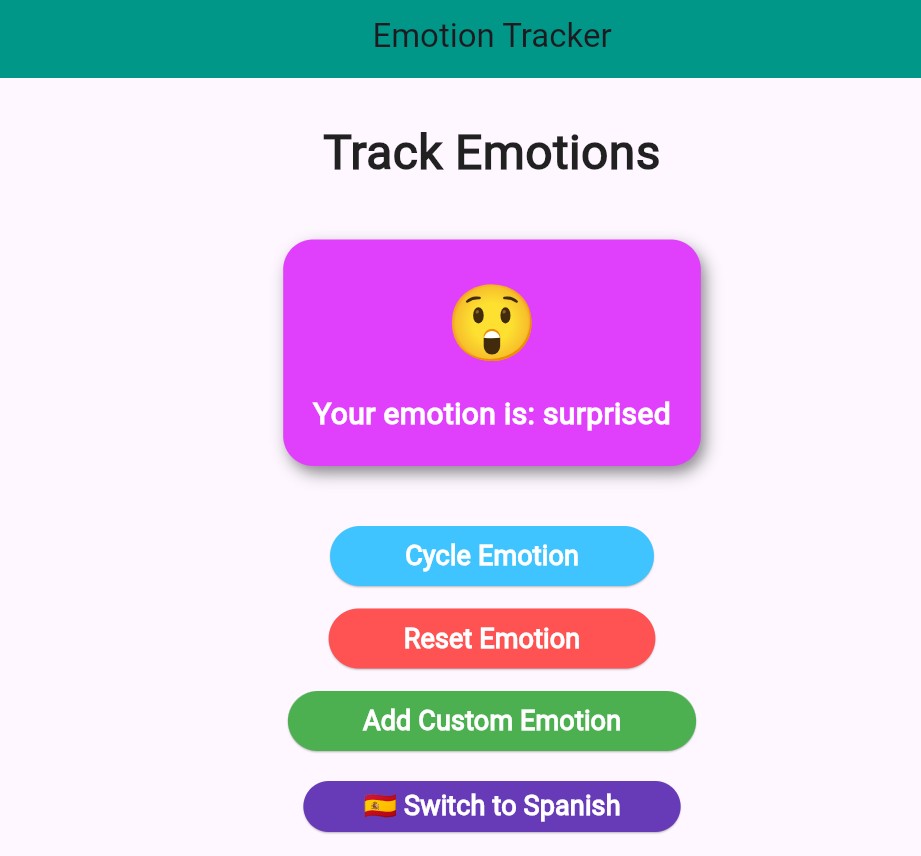 Emotion Tracker
Track Emotions
Your emotion is: surprised
Cycle Emotion
Reset Emotion
Add Custom Emotion
🇪🇸 Switch to Spanish